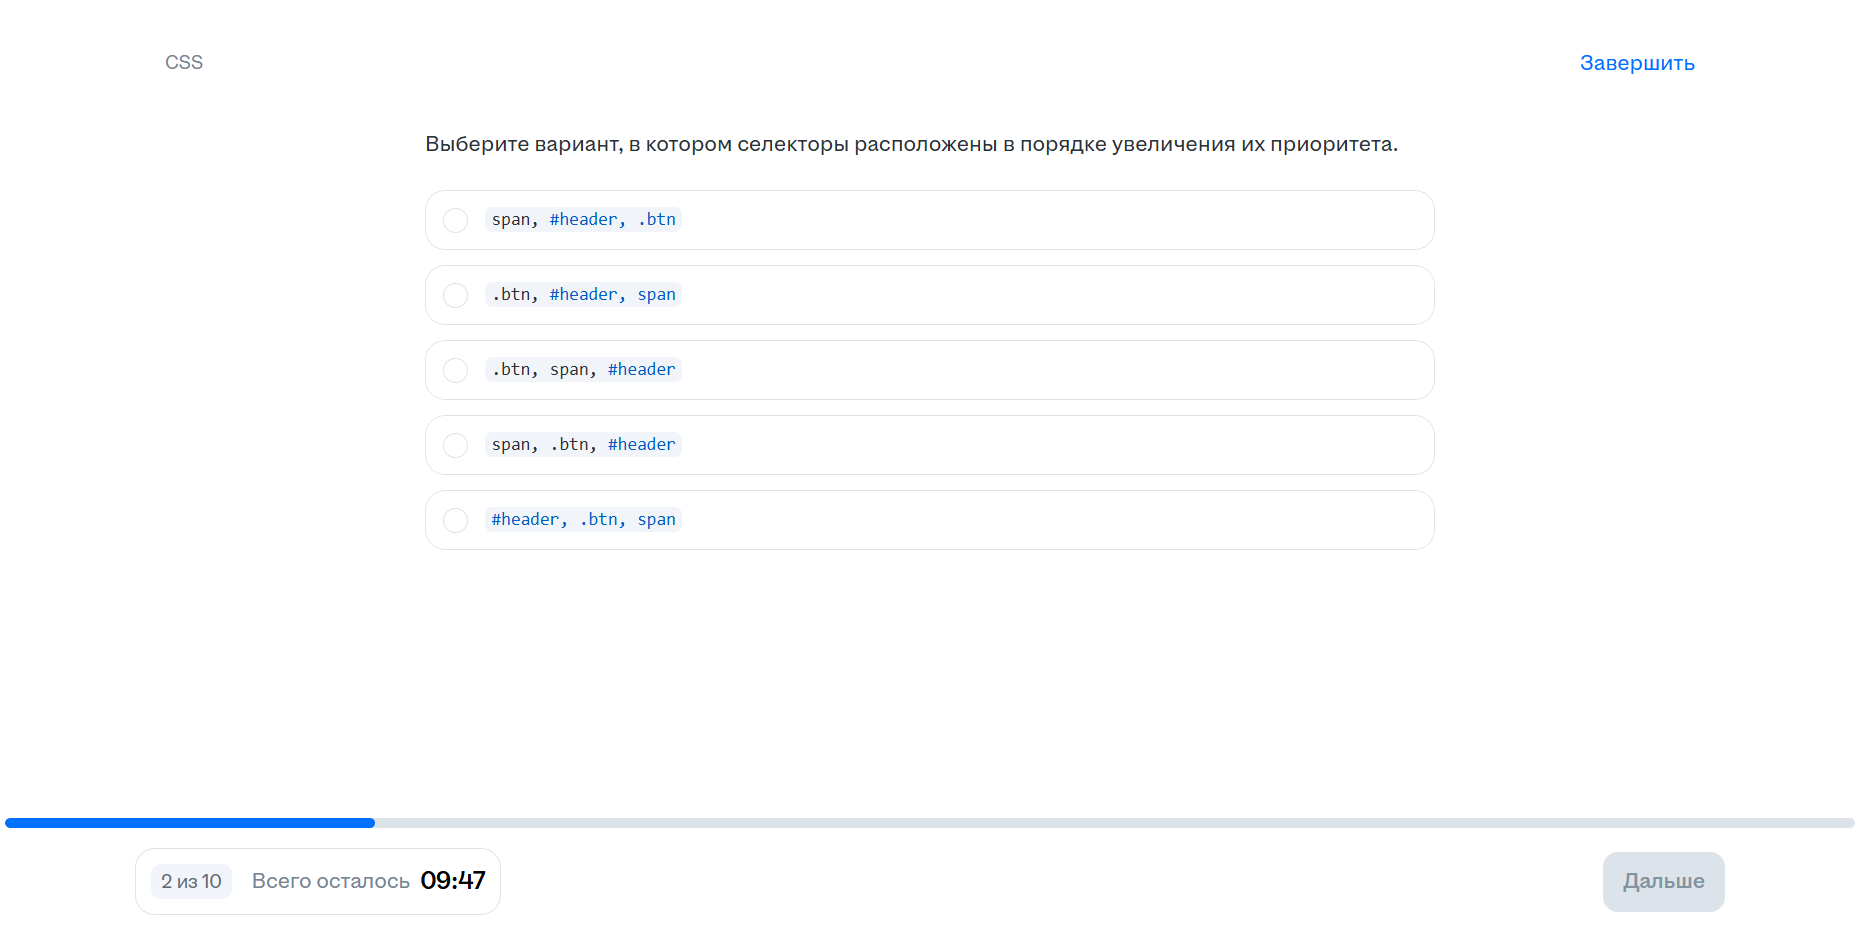 CSS
Завершить
Выберите вариант, в котором селекторы расположены в порядке увеличения их приоритета.
span, #header, .btn
.btn, #header, span
.btn, span, #header
span, .btn, #header
#header, .btn, span
2 из 10
Всего осталось 09:47
Дальше